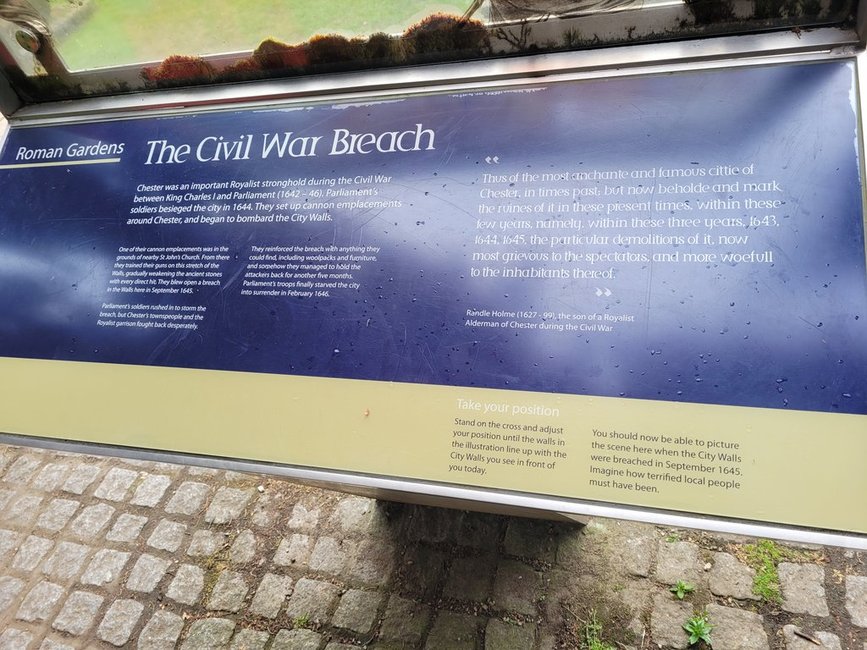 Roman Gardens
The Civil War Breach
Chester was an important Royalist stronghold during the Civil War
between King Charles I and Parliament (1642 – 46). Parliament's
soldiers besieged the city in 1644. They set up cannon emplacements
around Chester, and began to bombard the City Walls.
One of their cannon emplacements was in the
grounds of nearby St John's Church. From there
they trained their guns on this stretch of the
Walls, gradually weakening the ancient stones
with every direct hit. They blew open a breach
in the Walls here in September 1645.
Parliament's soldiers rushed in to storm the
breach, but Chester's townspeople and the
Royalist garrison fought back desperately.
They reinforced the breach with anything they
could find, including woolpacks and furniture,
and somehow they managed to hold the
attackers back for another five months.
Parliament's troops finally starved the city
into surrender in February 1646.
“
Thus of the most anchante and famous cittie of
Chester, in times past; but now beholde and mark
the ruines of it in these present times, within these
few years, namely, within these three years, 1643,
1644, 1645, the particular demolitions of it, now
most grievous to the spectators, and more woefull
to the inhabitants thereof.
”
Randle Holme (1627 - 99), the son of a Royalist
Alderman of Chester during the Civil War
Take your position
Stand on the cross and adjust
your position until the walls in
the illustration line up with the
City Walls you see in front of
you today.
You should now be able to picture
the scene here when the City Walls
were breached in September 1645.
Imagine how terrified local people
must have been.